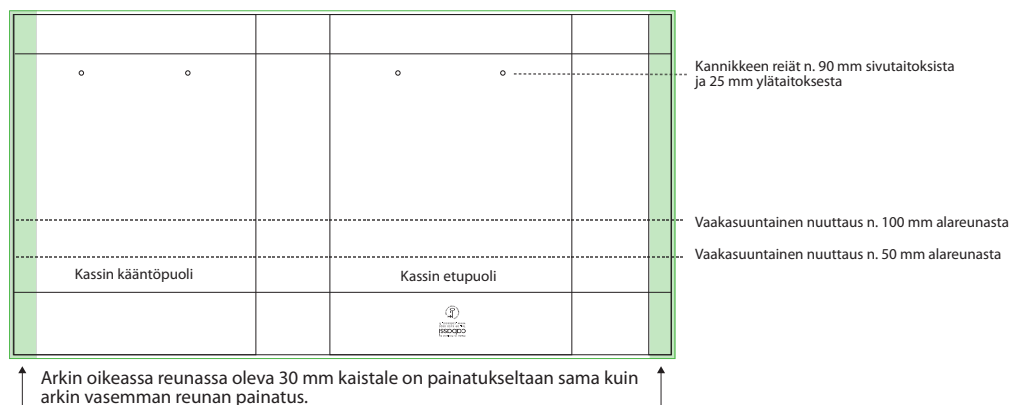 Kannikkeen reiät n. 90 mm sivutaitoksista
ja 25 mm ylätaitoksesta
Vaakasuuntainen nuuttaus n. 100 mm alareunasta
Vaakasuuntainen nuuttaus n. 50 mm alareunasta
Kassin kääntöpuoli
Kassin etupuoli
Arkin oikeassa reunassa oleva 30 mm kaistale on painatukseltaan sama kuin
arkin vasemman reunan painatus.